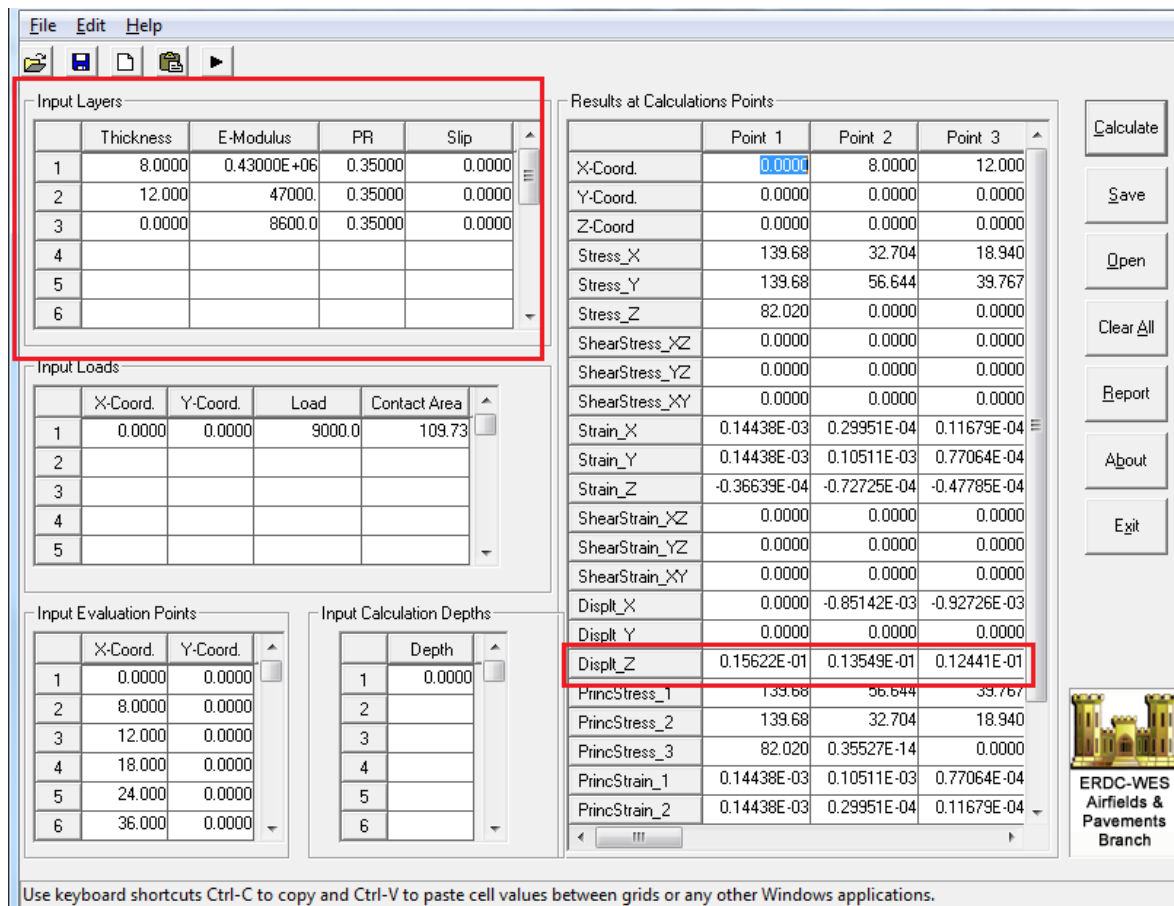 File Edit Help
Input Layers
Thickness E-Modulus PR Slip
1 8.0000 0.43000E+06 0.35000 0.0000
2 12.000 47000. 0.35000 0.0000
3 0.0000 8600.0 0.35000 0.0000
4
5
6
Input Loads
X-Coord. Y-Coord. Load Contact Area
1 0.0000 0.0000 9000.0 109.73
2
3
4
5
Input Evaluation Points
X-Coord. Y-Coord.
1 0.0000 0.0000
2 8.0000 0.0000
3 12.000 0.0000
4 18.000 0.0000
5 24.000 0.0000
6 36.000 0.0000
Input Calculation Depths
Depth
1 0.0000
2
3
4
5
6
Results at Calculations Points
Point 1 Point 2 Point 3
X-Coord. 0.0000 8.0000 12.000
Y-Coord. 0.0000 0.0000 0.0000
Z-Coord 0.0000 0.0000 0.0000
Stress_X 139.68 32.704 18.940
Stress_Y 139.68 56.644 39.767
Stress_Z 82.020 0.0000 0.0000
ShearStress_XZ 0.0000 0.0000 0.0000
ShearStress_YZ 0.0000 0.0000 0.0000
ShearStress_XY 0.0000 0.0000 0.0000
Strain_X 0.14438E-03 0.29951E-04 0.11679E-04
Strain_Y 0.14438E-03 0.10511E-03 0.77064E-04
Strain_Z -0.36639E-04 -0.72725E-04 -0.47785E-04
ShearStrain_XZ 0.0000 0.0000 0.0000
ShearStrain_YZ 0.0000 0.0000 0.0000
ShearStrain_XY 0.0000 0.0000 0.0000
Displt_X 0.0000 -0.85142E-03 -0.92726E-03
Displt_Y 0.0000 0.0000 0.0000
Displt_Z 0.15622E-01 0.13549E-01 0.12441E-01
PrincStress_1 139.68 56.644 39.767
PrincStress_2 139.68 32.704 18.940
PrincStress_3 82.020 0.35527E-14 0.0000
PrincStrain_1 0.14438E-03 0.10511E-03 0.77064E-04
PrincStrain_2 0.14438E-03 0.29951E-04 0.11679E-04
Calculate
Save
Open
Clear All
Report
About
Exit
ERDC-WES
Airfields &
Pavements
Branch
Use keyboard shortcuts Ctrl-C to copy and Ctrl-V to paste cell values between grids or any other Windows applications.